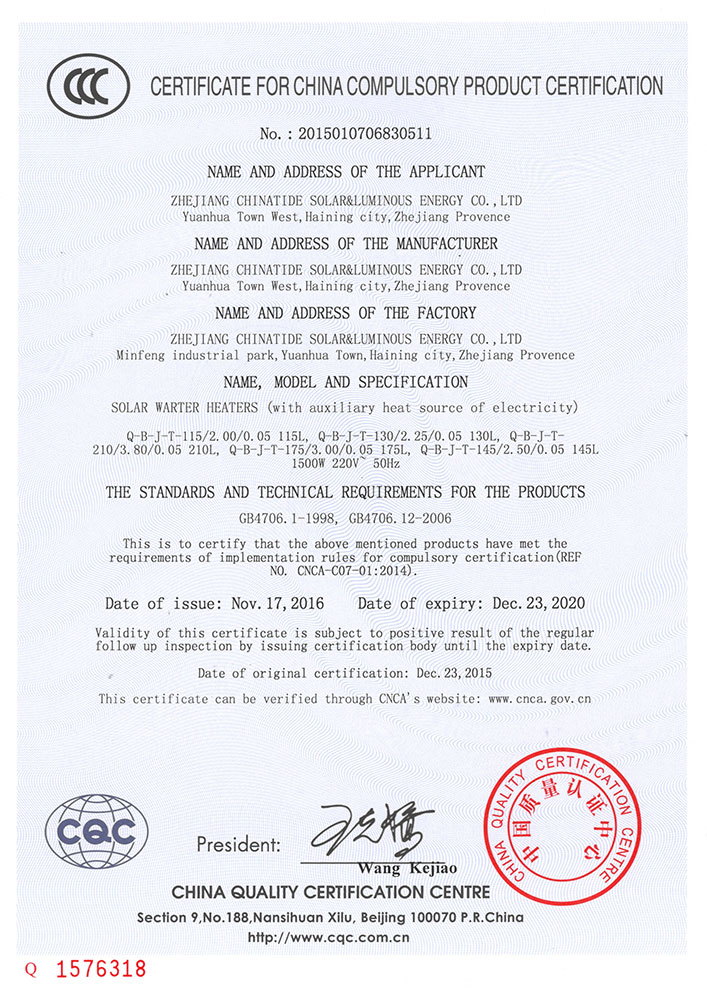 CCC
CERTIFICATE FOR CHINA COMPULSORY PRODUCT CERTIFICATION
No. : 2015010706830511
NAME AND ADDRESS OF THE APPLICANT
ZHEJIANG CHINATIDE SOLAR&LUMINOUS ENERGY CO.,LTD
Yuanhua Town West,Haining city,Zhejiang Provence
NAME AND ADDRESS OF THE MANUFACTURER
ZHEJIANG CHINATIDE SOLAR&LUMINOUS ENERGY CO.,LTD
Yuanhua Town West,Haining city,Zhejiang Provence
NAME AND ADDRESS OF THE FACTORY
ZHEJIANG CHINATIDE SOLAR&LUMINOUS ENERGY CO.,LTD
Minfeng industrial park,Yuanhua Town,Haining city,Zhejiang Provence
NAME, MODEL AND SPECIFICATION
SOLAR WARTER HEATERS (with auxiliary heat source of electricity)
Q-B-J-T-115/2.00/0.05 115L, Q-B-J-T-130/2.25/0.05 130L, Q-B-J-T-
210/3.80/0.05 210L, Q-B-J-T-175/3.00/0.05 175L, Q-B-J-T-145/2.50/0.05 145L
1500W 220V~ 50Hz
THE STANDARDS AND TECHNICAL REQUIREMENTS FOR THE PRODUCTS
GB4706.1-1998, GB4706.12-2006
This is to certify that the above mentioned products have met the
requirements of implementation rules for compulsory certification(REF
NO. CNCA-C07-01:2014).
Date of issue: Nov.17,2016 Date of expiry: Dec.23,2020
Validity of this certificate is subject to positive result of the regular
follow up inspection by issuing certification body until the expiry date.
Date of original certification: Dec.23,2015
This certificate can be verified through CNCA's website: www.cnca.gov.cn
CQC
President:
王克娇
Wang Kejiao
CHINA QUALITY CERTIFICATION CENTRE
中国质量认证中心
CHINA QUALITY CERTIFICATION CENTRE
Section 9,No.188,Nansihuan Xilu, Beijing 100070 P.R.China
http://www.cqc.com.cn
Q 1576318